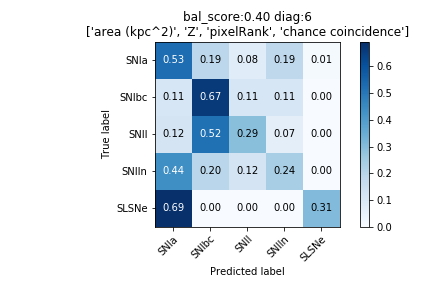 bal_score:0.40 diag:6
['area (kpc^2)', 'Z', 'pixelRank', 'chance coincidence']
SNIa 0.53 0.19 0.08 0.19 0.01
SNIbc 0.11 0.67 0.11 0.11 0.00
SNII 0.12 0.52 0.29 0.07 0.00
SNIIn 0.44 0.20 0.12 0.24 0.00
SLSNe 0.69 0.00 0.00 0.00 0.31
True label
SNIa SNIbc SNII SNIIn SLSNe
Predicted label
0.6
0.5
0.4
0.3
0.2
0.1
0.0